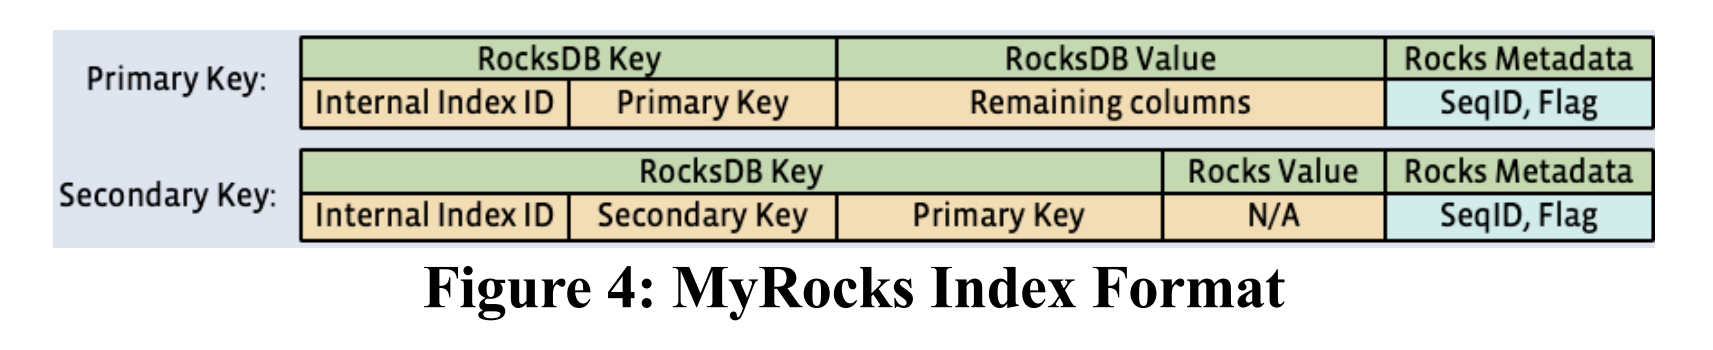 Primary Key:
RocksDB Key RocksDB Value Rocks Metadata
Internal Index ID Primary Key Remaining columns SeqID, Flag
Secondary Key:
RocksDB Key Rocks Value Rocks Metadata
Internal Index ID Secondary Key Primary Key N/A SeqID, Flag
Figure 4: MyRocks Index Format